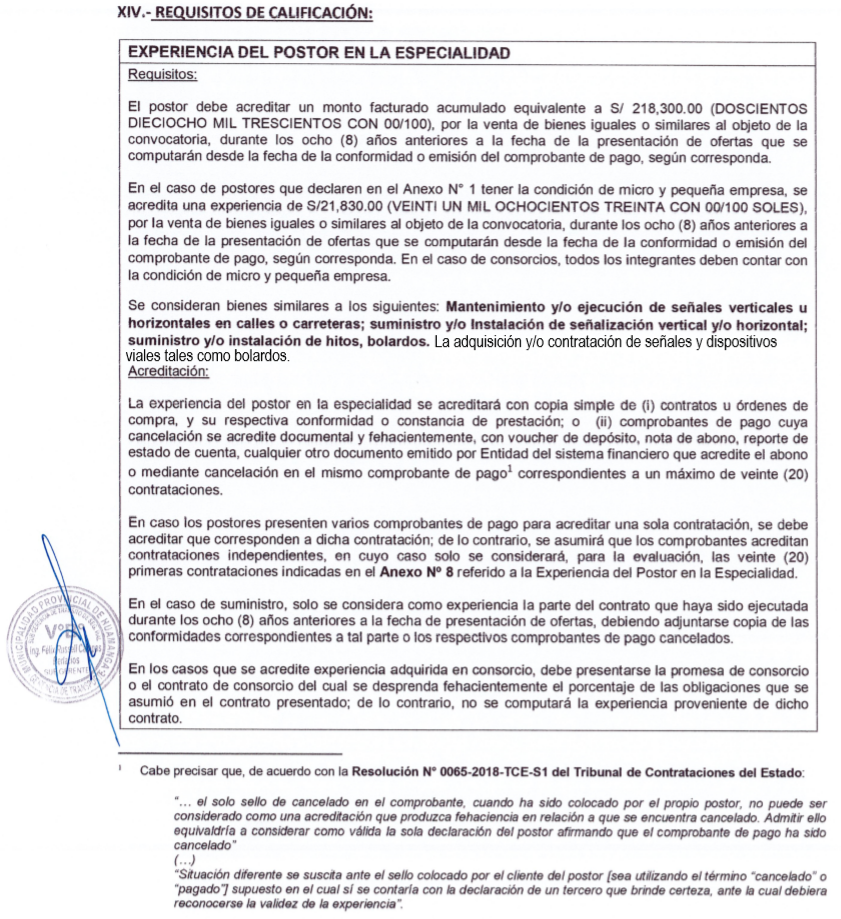 XIV.- REQUISITOS DE CALIFICACIÓN:
EXPERIENCIA DEL POSTOR EN LA ESPECIALIDAD
Requisitos:
El postor debe acreditar un monto facturado acumulado equivalente a S/ 218,300.00 (DOSCIENTOS
DIECIOCHO MIL TRESCIENTOS CON 00/100), por la venta de bienes iguales o similares al objeto de la
convocatoria, durante los ocho (8) años anteriores a la fecha de la presentación de ofertas que se
computarán desde la fecha de la conformidad o emisión del comprobante de pago, según corresponda.
En el caso de postores que declaren en el Anexo N° 1 tener la condición de micro y pequeña empresa, se
acredita una experiencia de S/21,830.00 (VEINTI UN MIL OCHOCIENTOS TREINTA CON 00/100 SOLES),
por la venta de bienes iguales o similares al objeto de la convocatoria, durante los ocho (8) años anteriores a
la fecha de la presentación de ofertas que se computarán desde la fecha de la conformidad o emisión del
comprobante de pago, según corresponda. En el caso de consorcios, todos los integrantes deben contar con
la condición de micro y pequeña empresa.
Se consideran bienes similares a los siguientes: Mantenimiento y/o ejecución de señales verticales u
horizontales en calles o carreteras; suministro y/o Instalación de señalización vertical y/o horizontal;
suministro y/o instalación de hitos, bolardos. La adquisición y/o contratación de señales y dispositivos
viales tales como bolardos.
Acreditación:
La experiencia del postor en la especialidad se acreditará con copia simple de (i) contratos u órdenes de
compra, y su respectiva conformidad o constancia de prestación; o (ii) comprobantes de pago cuya
cancelación se acredite documental y fehacientemente, con voucher de depósito, nota de abono, reporte de
estado de cuenta, cualquier otro documento emitido por Entidad del sistema financiero que acredite el abono
o mediante cancelación en el mismo comprobante de pago¹ correspondientes a un máximo de veinte (20)
contrataciones.
En caso los postores presenten varios comprobantes de pago para acreditar una sola contratación, se debe
acreditar que corresponden a dicha contratación; de lo contrario, se asumirá que los comprobantes acreditan
contrataciones independientes, en cuyo caso solo se considerará, para la evaluación, las veinte (20)
primeras contrataciones indicadas en el Anexo Nº 8 referido a la Experiencia del Postor en la Especialidad.
En el caso de suministro, solo se considera como experiencia la parte del contrato que haya sido ejecutada
durante los ocho (8) años anteriores a la fecha de presentación de ofertas, debiendo adjuntarse copia de las
conformidades correspondientes a tal parte o los respectivos comprobantes de pago cancelados.
En los casos que se acredite experiencia adquirida en consorcio, debe presentarse la promesa de consorcio
o el contrato de consorcio del cual se desprenda fehacientemente el porcentaje de las obligaciones que se
asumió en el contrato presentado; de lo contrario, no se computará la experiencia proveniente de dicho
contrato.
MUNICIPALIDAD PROVINCIAL DE HUAMANGA
Ing. Felix
¹ Cabe precisar que, de acuerdo con la Resolución N° 0065-2018-TCE-S1 del Tribunal de Contrataciones del Estado:
"… el solo sello de cancelado en el comprobante, cuando ha sido colocado por el propio postor, no puede ser
considerado como una acreditación que produzca fehaciencia en relación a que se encuentra cancelado. Admitir ello
equivaldría a considerar como válida la sola declaración del postor afirmando que el comprobante de pago ha sido
cancelado"
(…)
"Situación diferente se suscita ante el sello colocado por el cliente del postor [sea utilizando el término "cancelado" o
"pagado"] supuesto en el cual sí se contaría con la declaración de un tercero que brinde certeza, ante la cual debiera
reconocerse la validez de la experiencia".